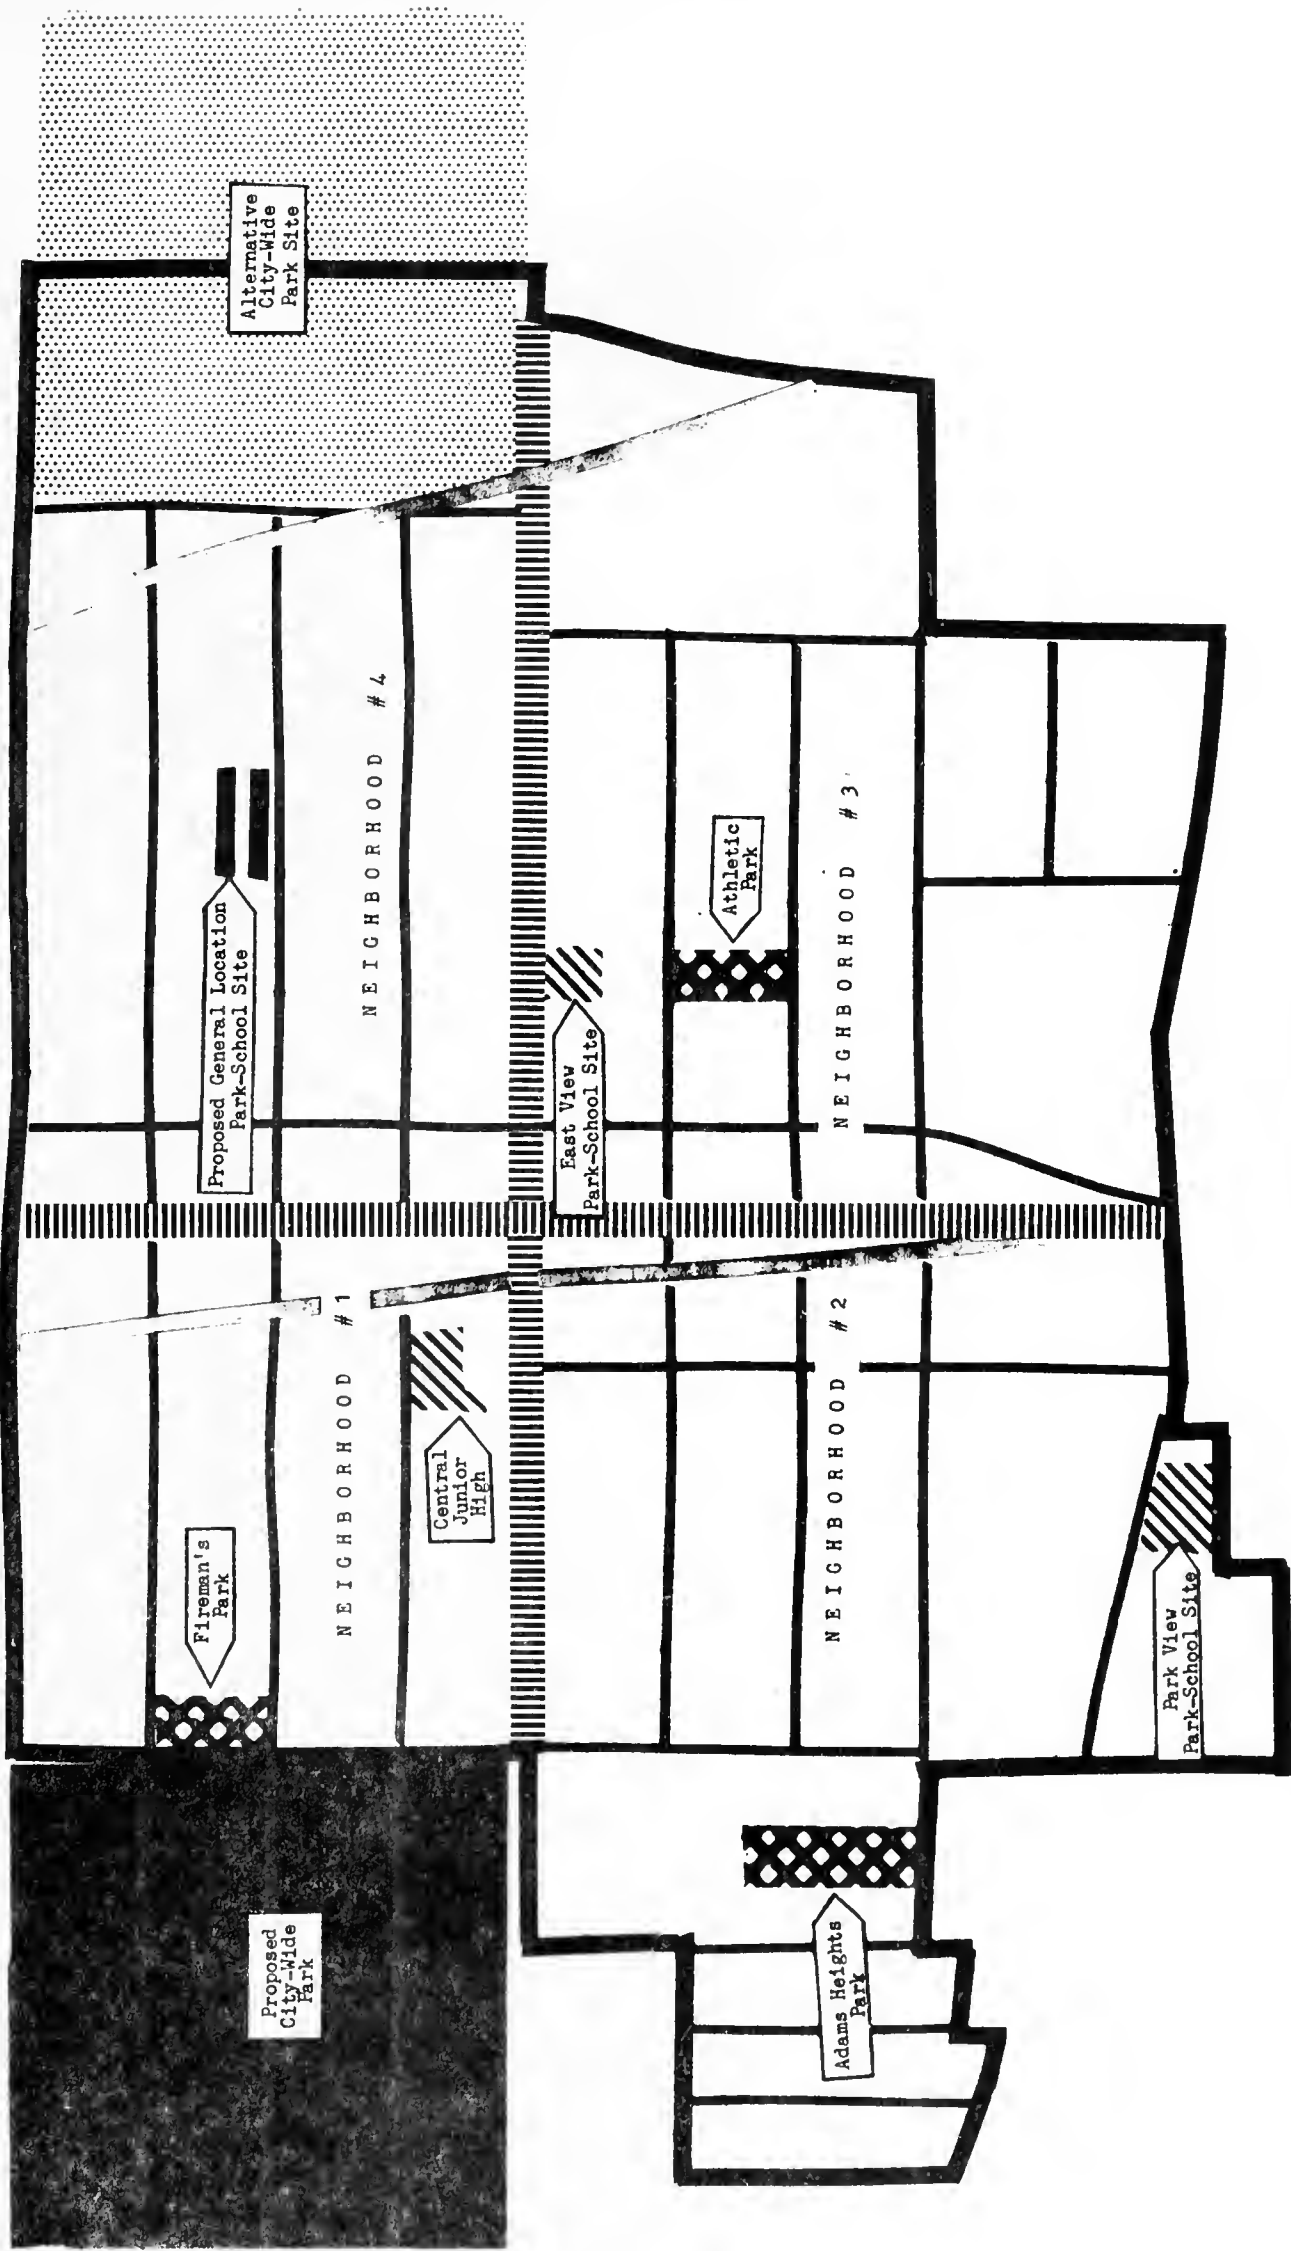 Alternative
City-Wide
Park Site
Proposed General Location
Park-School Site
NEIGHBORHOOD #4
East View
Park-School Site
Athletic
Park
NEIGHBORHOOD #3
Fireman's
Park
NEIGHBORHOOD #1
Central
Junior
High
NEIGHBORHOOD #2
Park View
Park-School Site
Proposed
City-Wide
Park
Adams Heights
Park